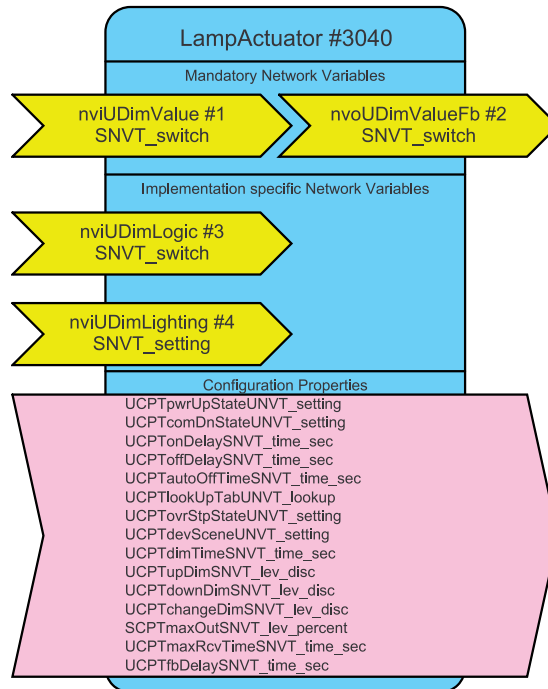 LampActuator #3040
Mandatory Network Variables
nviUDimValue #1
SNVT_switch
nvoUDimValueFb #2
SNVT_switch
Implementation specific Network Variables
nviUDimLogic #3
SNVT_switch
nviUDimLighting #4
SNVT_setting
Configuration Properties
UCPTpwrUpStateUNVT_setting
UCPTcomDnStateUNVT_setting
UCPTonDelaySNVT_time_sec
UCPToffDelaySNVT_time_sec
UCPTautoOffTimeSNVT_time_sec
UCPTlookUpTabUNVT_lookup
UCPTovrStpStateUNVT_setting
UCPTdevSceneUNVT_setting
UCPTdimTimeSNVT_time_sec
UCPTupDimSNVT_lev_disc
UCPTdownDimSNVT_lev_disc
UCPTchangeDimSNVT_lev_disc
SCPTmaxOutSNVT_lev_percent
UCPTmaxRcvTimeSNVT_time_sec
UCPTfbDelaySNVT_time_sec